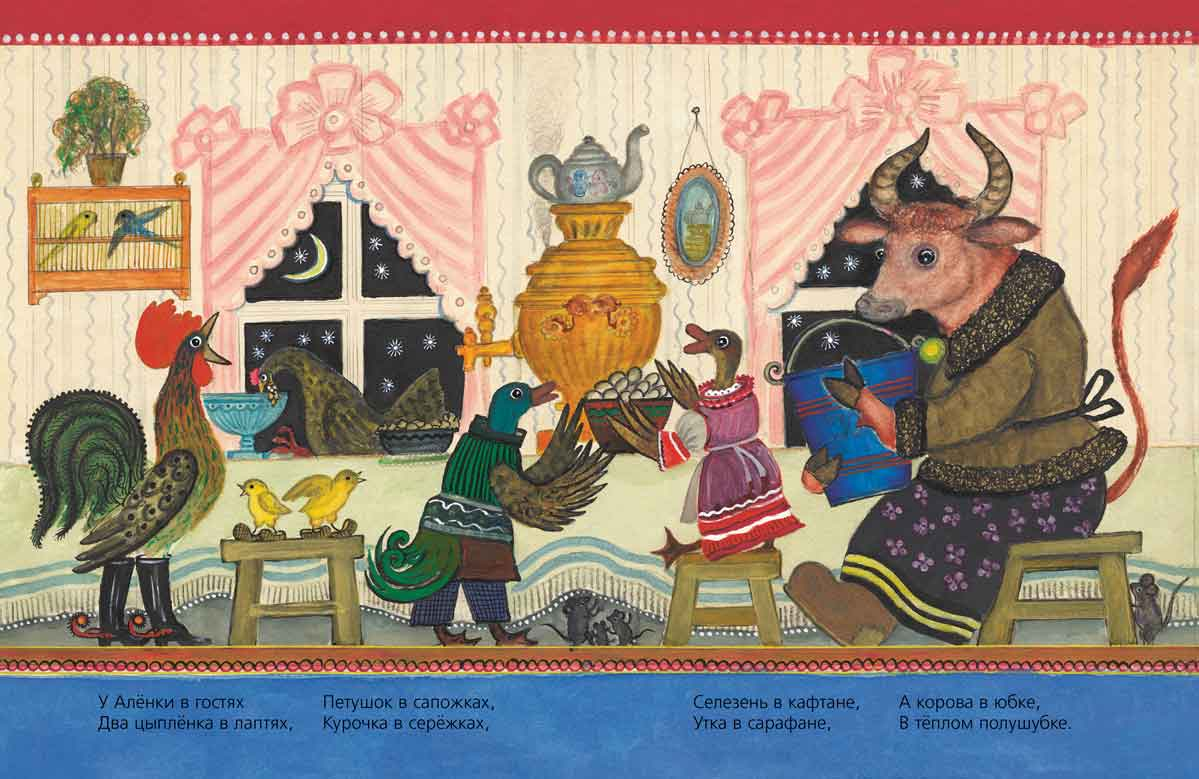 У Алёнки в гостях
Два цыплёнка в лаптях,
Петушок в сапожках,
Курочка в серёжках,
Селезень в кафтане,
Утка в сарафане,
А корова в юбке,
В тёплом полушубке.